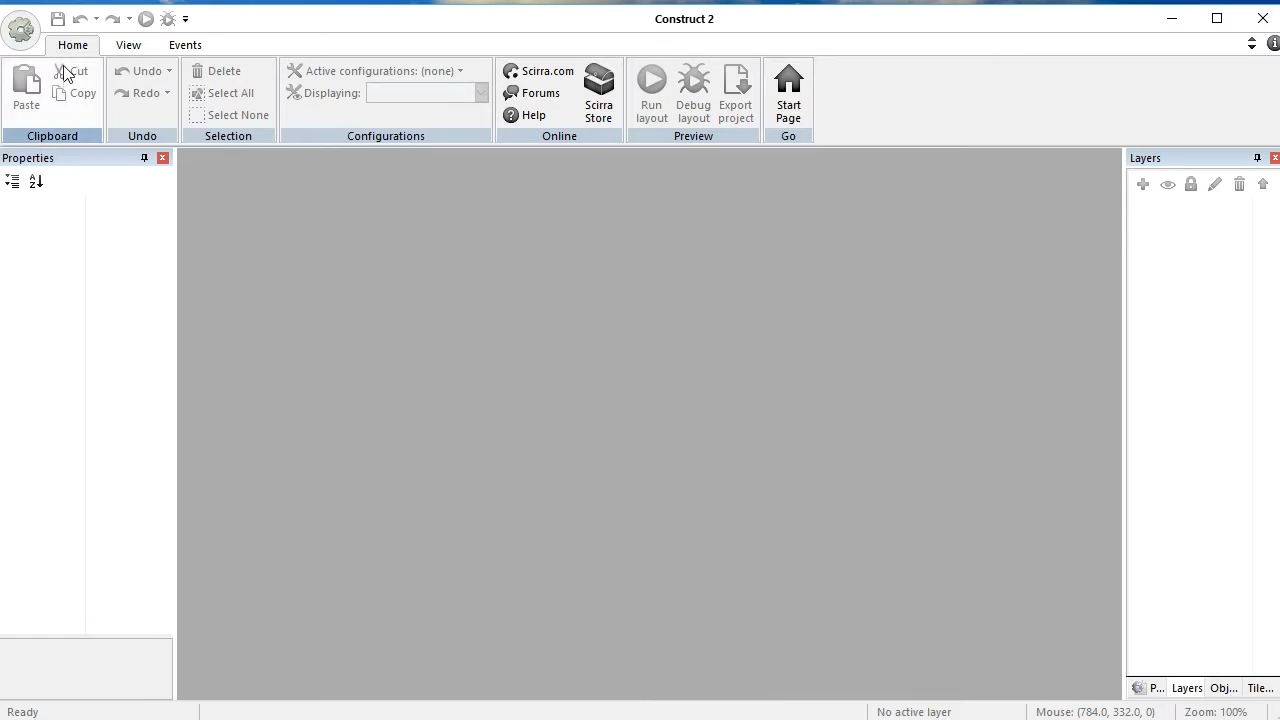 Construct 2
Home View Events
Paste Cut Copy Clipboard
Undo Redo Undo
Delete Select All Select None Selection
Active configurations: (none) Displaying: Configurations
Scirra.com Forums Help Scirra Store Online
Run layout Debug layout Export project Preview
Start Page Go
Properties
Layers
P... Layers Obj... Tile...
Ready No active layer Mouse: (784.0, 332.0, 0) Zoom: 100%